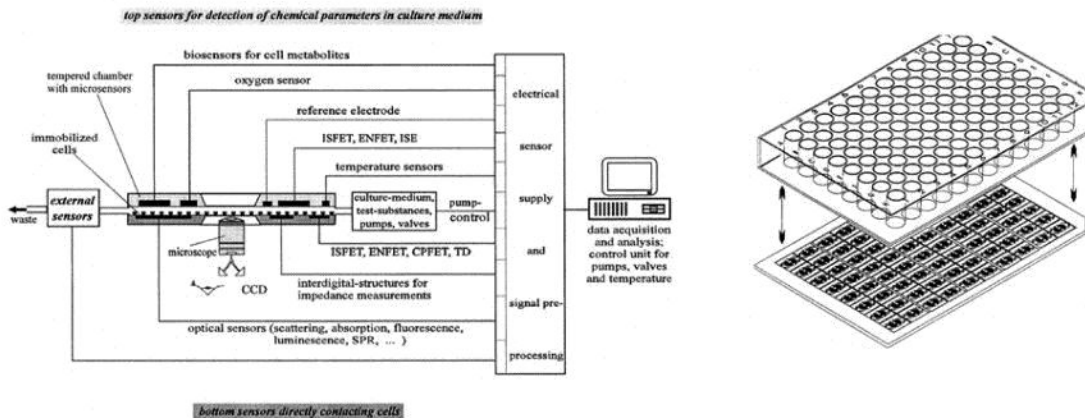 top sensors for detection of chemical parameters in culture medium
biosensors for cell metabolites
tempered chamber
with microsensors
oxygen sensor
electrical
reference electrode
immobilized
cells
ISFET, ENFET, ISE
sensor
temperature sensors
external
sensors
waste
culture-medium,
test-substances,
pumps, valves
pump-
control
supply
data acquisition
and analysis;
control unit for
pumps, valves
and temperature
microscope
ISFET, ENFET, CPFET, TD
and
CCD
interdigital-structures for
impedance measurements
signal pre-
optical sensors (scattering, absorption, fluorescence,
luminescence, SPR, ... )
processing
bottom sensors directly contacting cells